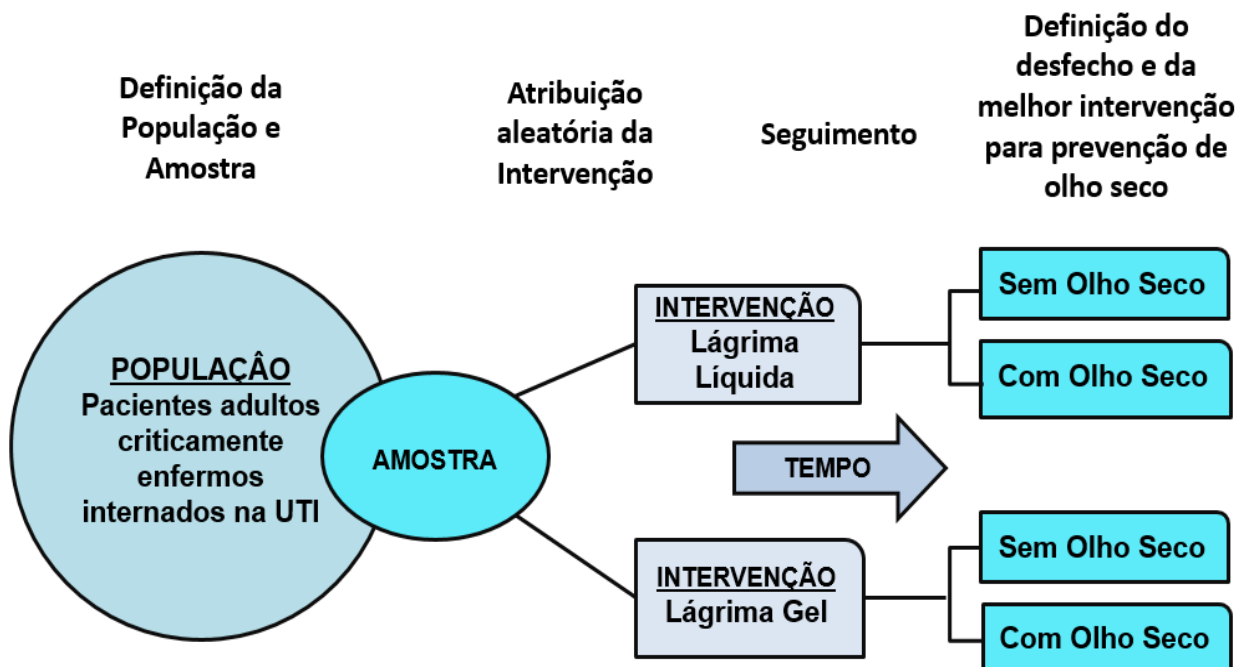 Definição da
População e
Amostra
Atribuição
aleatória da
Intervenção
Seguimento
Definição do
desfecho e da
melhor intervenção
para prevenção de
olho seco
POPULAÇÂO
Pacientes adultos
criticamente
enfermos
internados na UTI
AMOSTRA
INTERVENÇÃO
Lágrima
Líquida
Sem Olho Seco
Com Olho Seco
TEMPO
INTERVENÇÃO
Lágrima Gel
Sem Olho Seco
Com Olho Seco